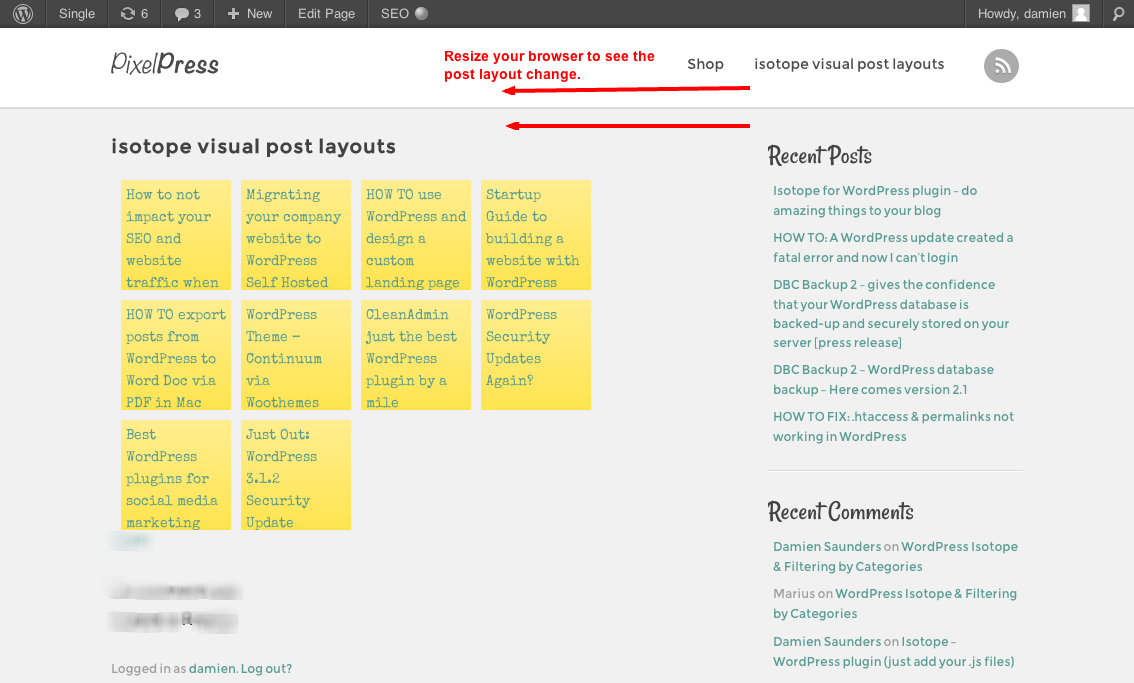 Single 6 3 + New Edit Page SEO Howdy, damien
PixelPress
Resize your browser to see the
post layout change.
Shop isotope visual post layouts
isotope visual post layouts
How to not
impact your
SEO and
website
traffic when
Migrating
your company
website to
WordPress
Self Hosted
HOW TO use
WordPress and
design a
custom
landing page
Startup
Guide to
building a
website with
WordPress
HOW TO export
posts from
WordPress to
Word Doc via
PDF in Mac
WordPress
Theme –
Continuum
via
Woothemes
CleanAdmin
just the best
WordPress
plugin by a
mile
WordPress
Security
Updates
Again?
Best
WordPress
plugins for
social media
marketing
Just Out:
WordPress
3.1.2
Security
Update
Logged in as damien. Log out?
Recent Posts
Isotope for WordPress plugin – do
amazing things to your blog
HOW TO: A WordPress update created a
fatal error and now I can't login
DBC Backup 2 – gives the confidence
that your WordPress database is
backed-up and securely stored on your
server [press release]
DBC Backup 2 – WordPress database
backup – Here comes version 2.1
HOW TO FIX: .htaccess & permalinks not
working in WordPress
Recent Comments
Damien Saunders on WordPress Isotope
& Filtering by Categories
Marius on WordPress Isotope & Filtering
by Categories
Damien Saunders on Isotope –
WordPress plugin (just add your .js files)